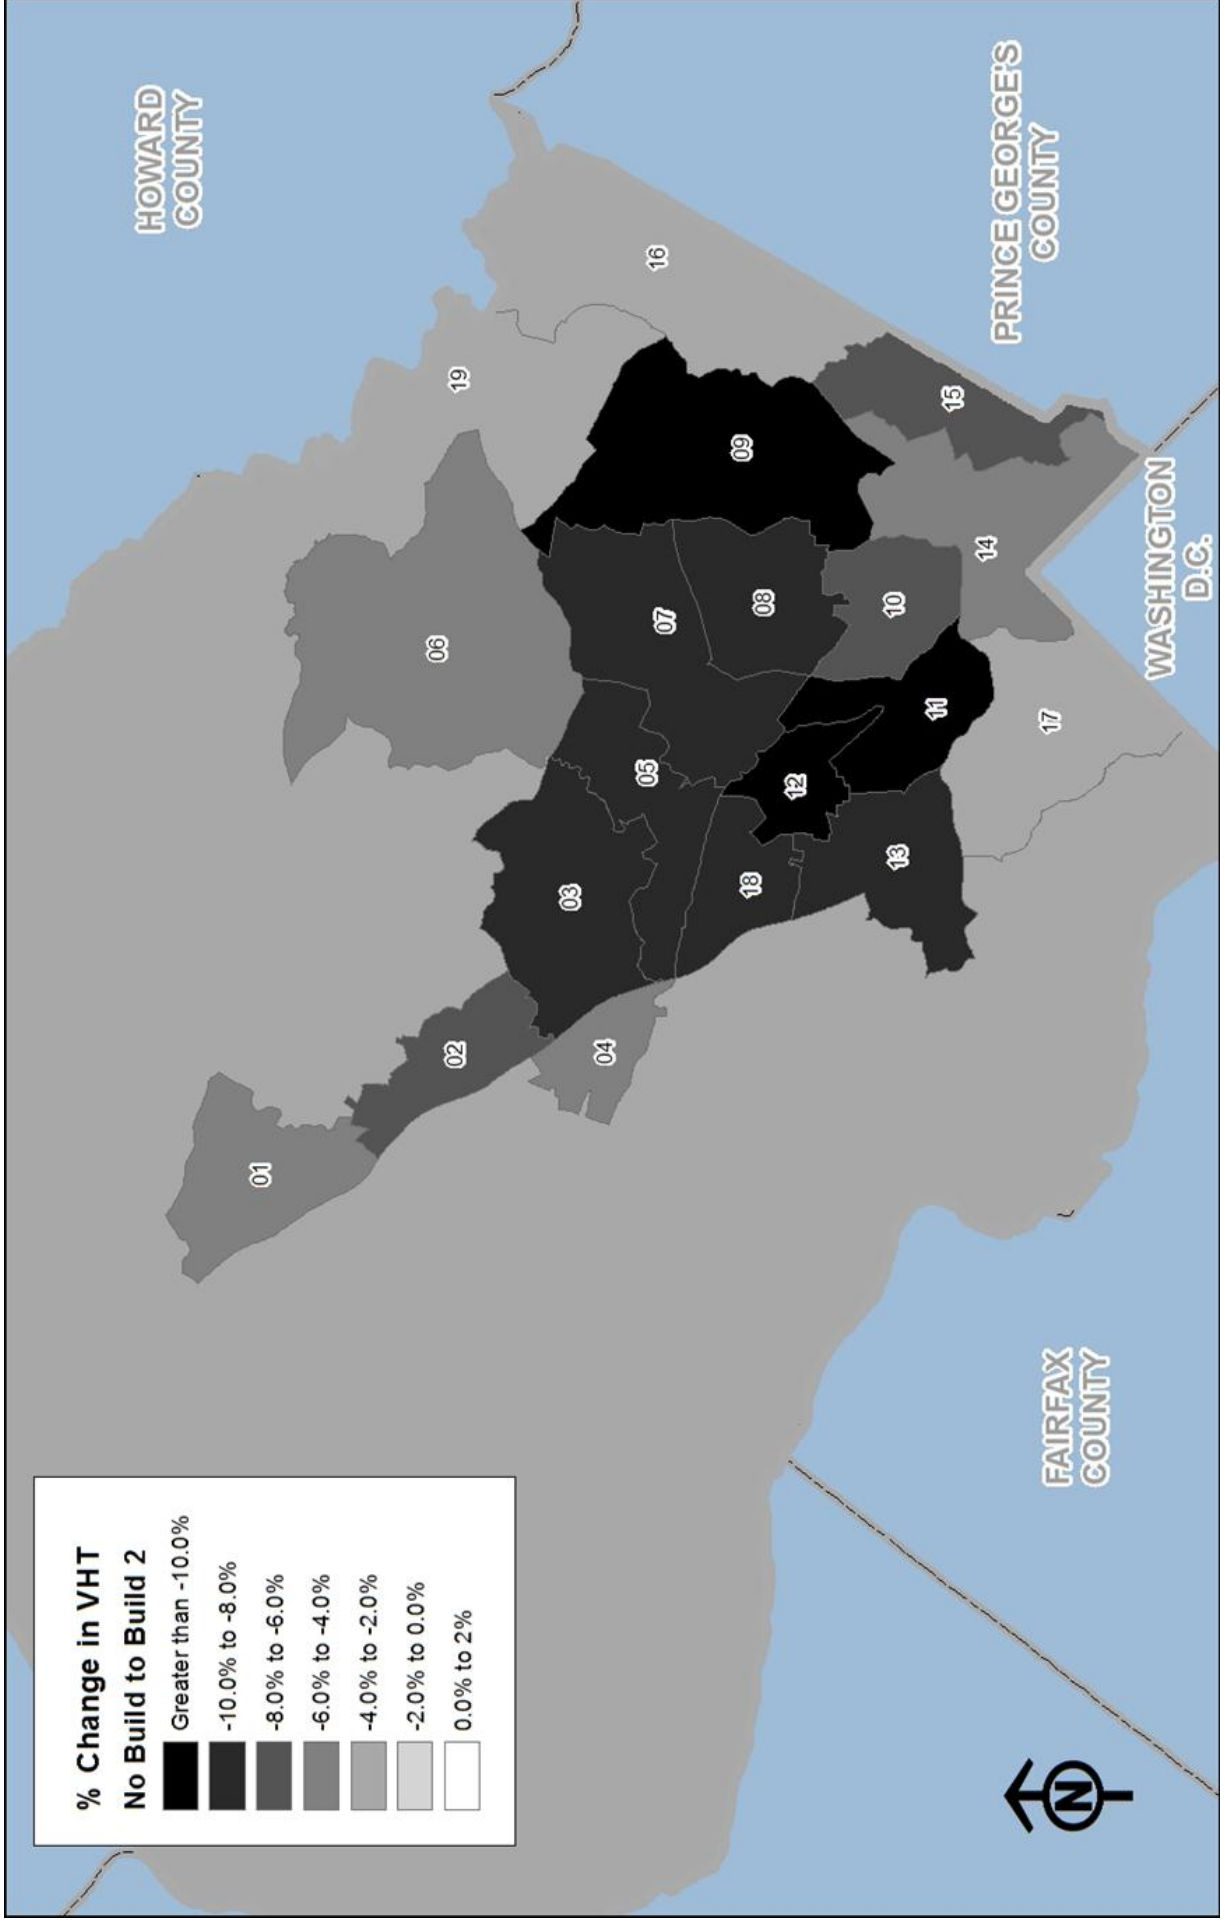 % Change in VHT
No Build to Build 2
Greater than -10.0%
-10.0% to -8.0%
-8.0% to -6.0%
-6.0% to -4.0%
-4.0% to -2.0%
-2.0% to 0.0%
0.0% to 2%
HOWARD
COUNTY
01
06
19
02
03
04
05
07
16
18
12
08
09
13
11
10
15
17
14
PRINCE GEORGE'S
COUNTY
FAIRFAX
COUNTY
WASHINGTON
D.C.
N